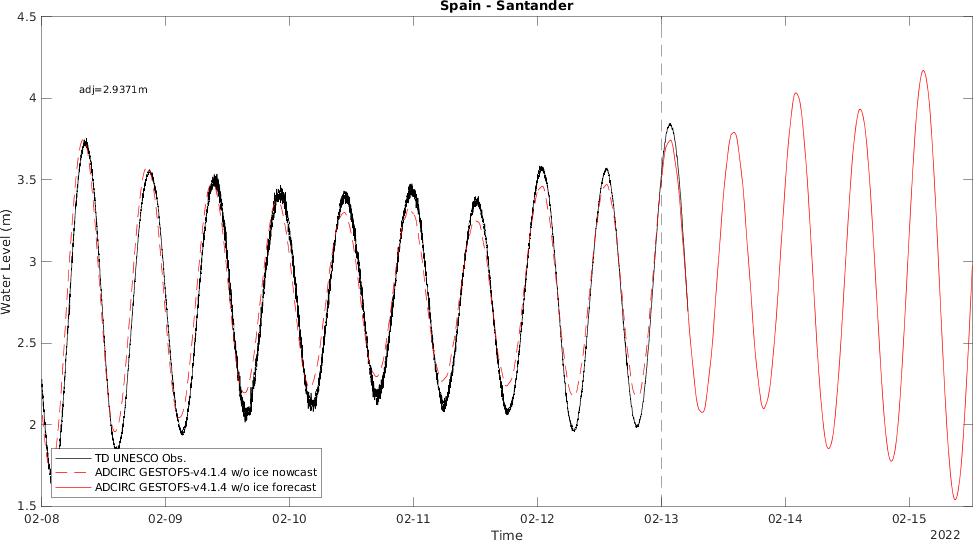 Spain - Santander
4.5
adj=2.9371m
4
3.5
3
2.5
2
1.5
Water Level (m)
TD UNESCO Obs.
ADCIRC GESTOFS-v4.1.4 w/o ice nowcast
ADCIRC GESTOFS-v4.1.4 w/o ice forecast
02-08 02-09 02-10 02-11 02-12 02-13 02-14 02-15
Time
2022